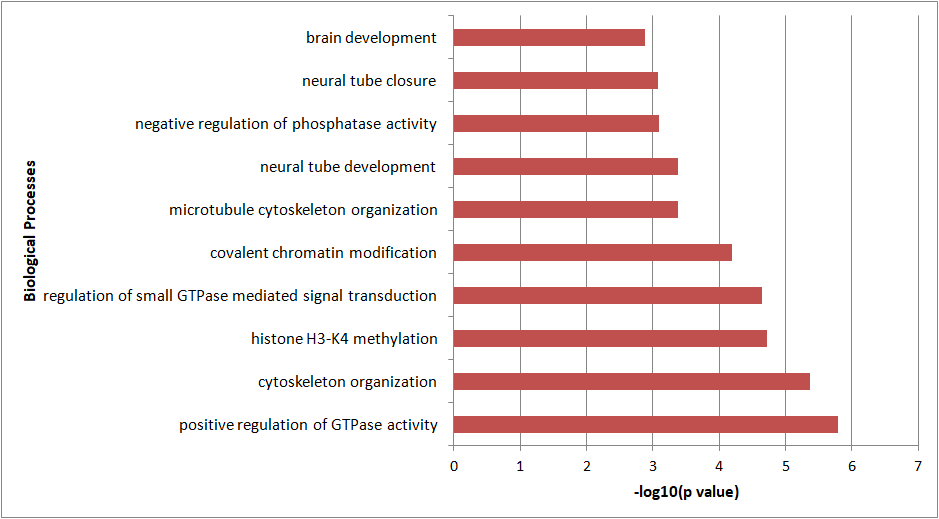 Biological Processes
brain development
neural tube closure
negative regulation of phosphatase activity
neural tube development
microtubule cytoskeleton organization
covalent chromatin modification
regulation of small GTPase mediated signal transduction
histone H3-K4 methylation
cytoskeleton organization
positive regulation of GTPase activity
0 1 2 3 4 5 6 7
-log10(p value)